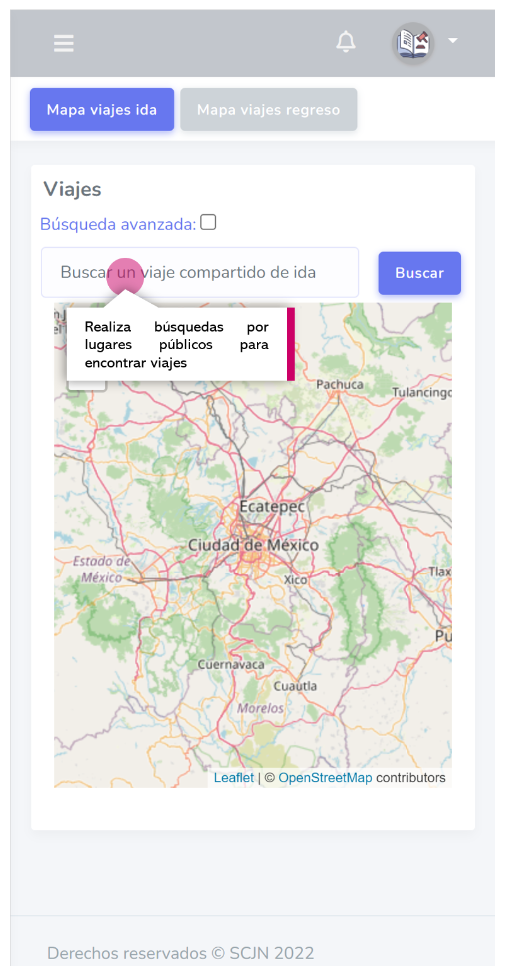 Mapa viajes ida
Mapa viajes regreso
Viajes
Búsqueda avanzada:
Buscar un viaje compartido de ida
Buscar
Realiza búsquedas por
lugares públicos para
encontrar viajes
Pachuca
Tulancingo
Ecatepec
Ciudad de México
Estado de
México
Xico
Tlax
Pu
Cuernavaca
Cuautla
Morelos
Leaflet | © OpenStreetMap contributors
Derechos reservados © SCJN 2022